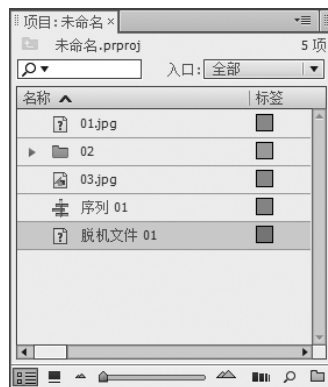 项目:未命名×
未命名.prproj 5 项
入口: 全部
名称 标签
01.jpg
02
03.jpg
序列 01
脱机文件 01